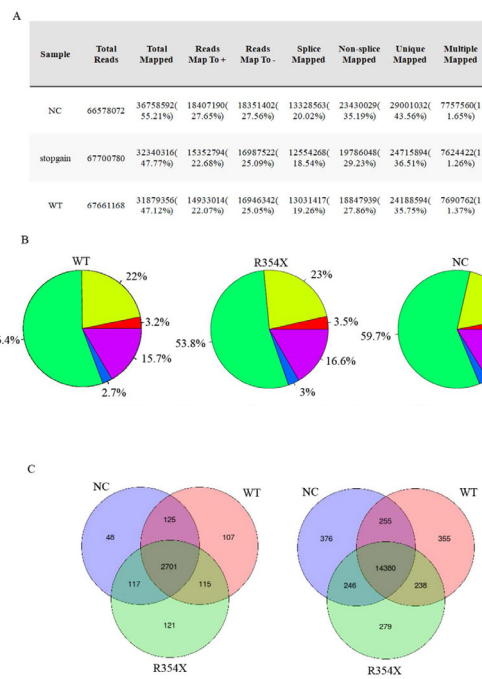 A
Sample Total Reads Total Mapped Reads Map To + Reads Map To - Splice Mapped Non-splice Mapped Unique Mapped Multiple Mapped
NC 66578072 36758592(55.21%) 18407190(27.65%) 18351402(27.56%) 13328563(20.02%) 23430029(35.19%) 29001032(43.56%) 7757560(11.65%)
stopgain 67700780 32340316(47.77%) 15352794(22.68%) 16987522(25.09%) 12554268(18.54%) 19786048(29.23%) 24715894(36.51%) 7624422(11.26%)
WT 67661168 31879356(47.12%) 14933014(22.07%) 16946342(25.05%) 13031417(19.26%) 18847939(27.86%) 24188594(35.75%) 7690762(11.37%)
B
WT
22%
3.2%
15.7%
2.7%
.4%
R354X
23%
3.5%
16.6%
3%
53.8%
NC
59.7%
C
NC
WT
48
125
107
2701
117
115
121
R354X
NC
WT
376
255
355
14380
246
238
279
R354X